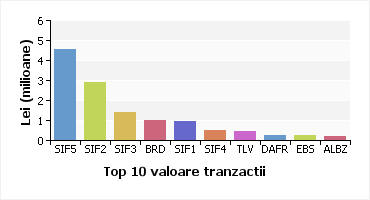 6
5
4
3
2
1
0
Lei (milioane)
SIF5 SIF2 SIF3 BRD SIF1 SIF4 TLV DAFR EBS ALBZ
Top 10 valoare tranzactii